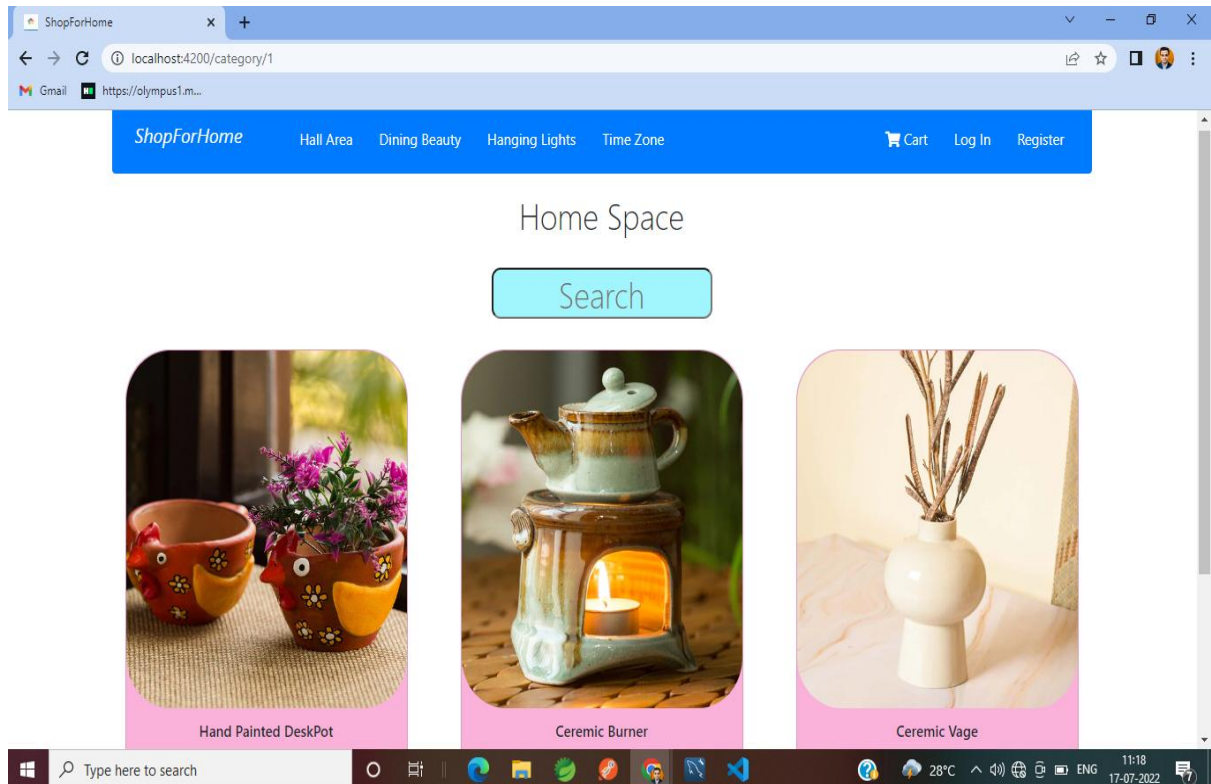 ShopForHome
localhost:4200/category/1
Gmail https://olympus1.m...
ShopForHome Hall Area Dining Beauty Hanging Lights Time Zone Cart Log In Register
Home Space
Search
Hand Painted DeskPot Ceremic Burner Ceremic Vage
Type here to search 28°C ENG 11:18
17-07-2022